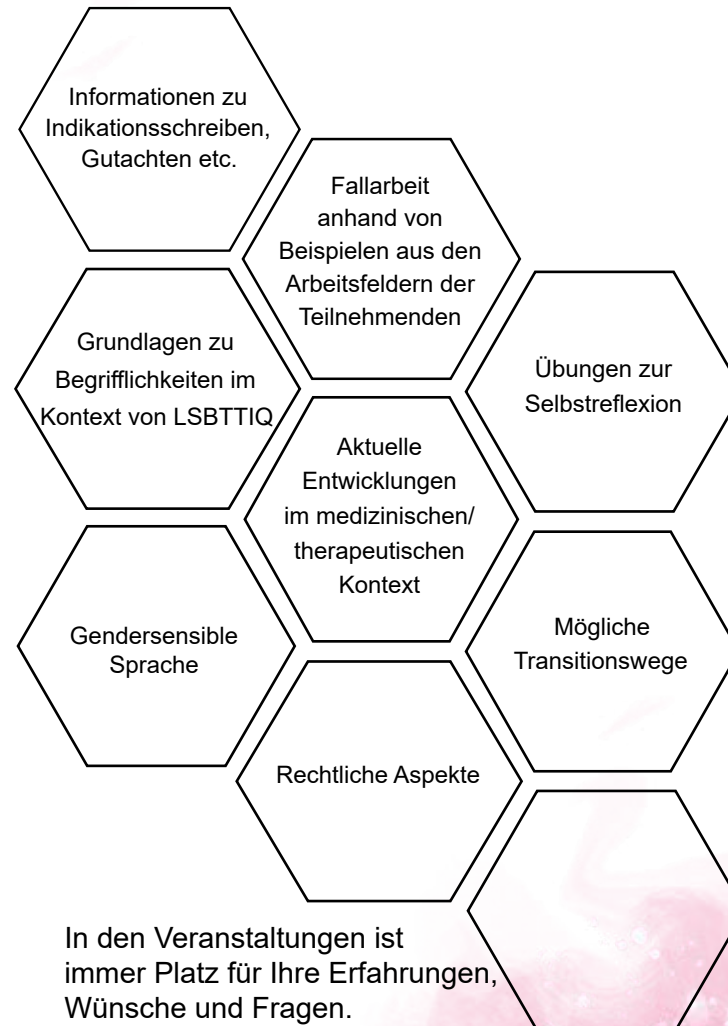 Informationen zu
Indikationsschreiben,
Gutachten etc.
Fallarbeit
anhand von
Beispielen aus den
Arbeitsfeldern der
Teilnehmenden
Grundlagen zu
Begrifflichkeiten im
Kontext von LSBTTIQ
Übungen zur
Selbstreflexion
Aktuelle
Entwicklungen
im medizinischen/
therapeutischen
Kontext
Gendersensible
Sprache
Mögliche
Transitionswege
Rechtliche Aspekte
In den Veranstaltungen ist
immer Platz für Ihre Erfahrungen,
Wünsche und Fragen.